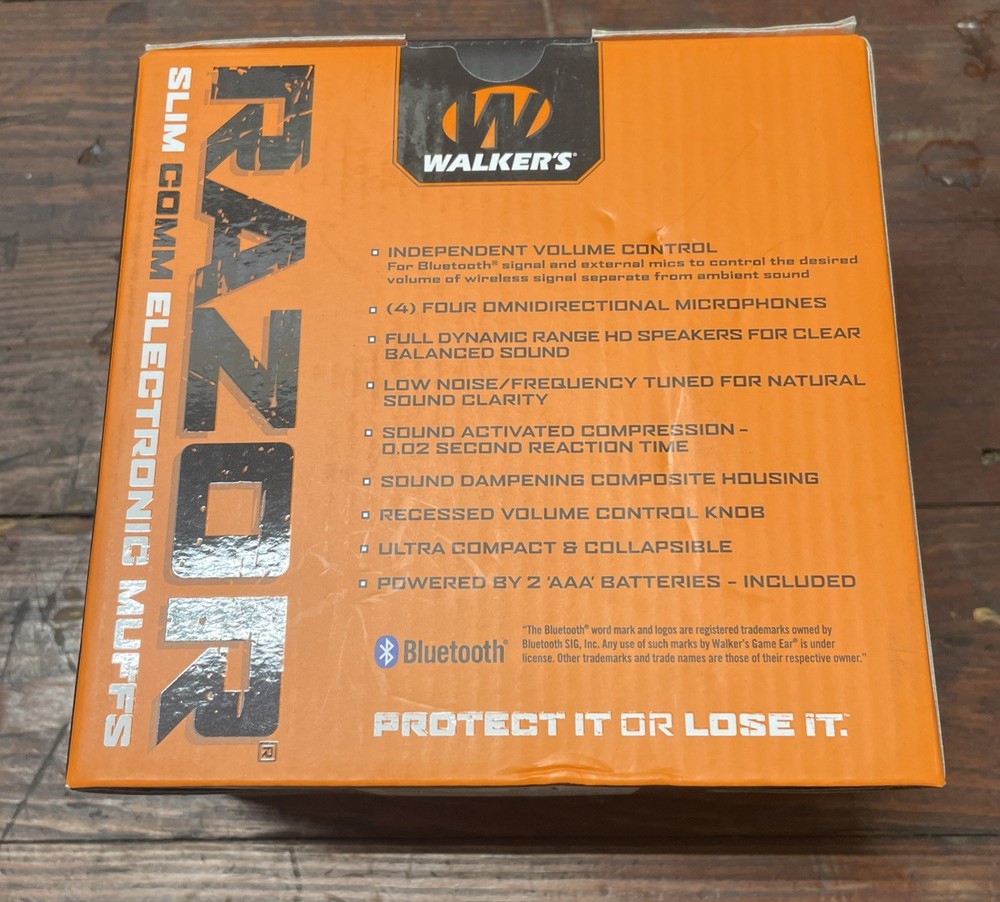 W
WALKER'S®
RAZOR®
SLIM COMM ELECTRONIC MUFFS
INDEPENDENT VOLUME CONTROL
For Bluetooth® signal and external mics to control the desired
volume of wireless signal separate from ambient sound
(4) FOUR OMNIDIRECTIONAL MICROPHONES
FULL DYNAMIC RANGE HD SPEAKERS FOR CLEAR
BALANCED SOUND
LOW NOISE/FREQUENCY TUNED FOR NATURAL
SOUND CLARITY
SOUND ACTIVATED COMPRESSION –
0.02 SECOND REACTION TIME
SOUND DAMPENING COMPOSITE HOUSING
RECESSED VOLUME CONTROL KNOB
ULTRA COMPACT & COLLAPSIBLE
POWERED BY 2 'AAA' BATTERIES – INCLUDED
Bluetooth®
"The Bluetooth® word mark and logos are registered trademarks owned by
Bluetooth SIG, Inc. Any use of such marks by Walker's Game Ear® is under
license. Other trademarks and trade names are those of their respective owner."
PROTECT IT OR LOSE IT.™